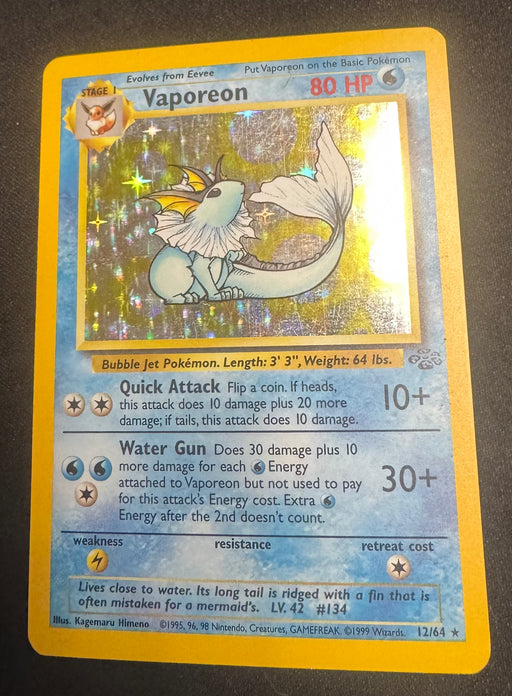 Evolves from Eevee
Put Vaporeon on the Basic Pokémon
STAGE 1
Vaporeon
80 HP
Bubble Jet Pokémon. Length: 3' 3", Weight: 64 lbs.
Quick Attack Flip a coin. If heads,
this attack does 10 damage plus 20 more
damage; if tails, this attack does 10 damage.
10+
Water Gun Does 30 damage plus 10
more damage for each Energy
attached to Vaporeon but not used to pay
for this attack's Energy cost. Extra
Energy after the 2nd doesn't count.
30+
weakness
resistance
retreat cost
Lives close to water. Its long tail is ridged with a fin that is
often mistaken for a mermaid's. LV. 42 #134
Illus. Kagemaru Himeno ©1995, 96, 98 Nintendo, Creatures, GAMEFREAK. ©1999 Wizards. 12/64 ★